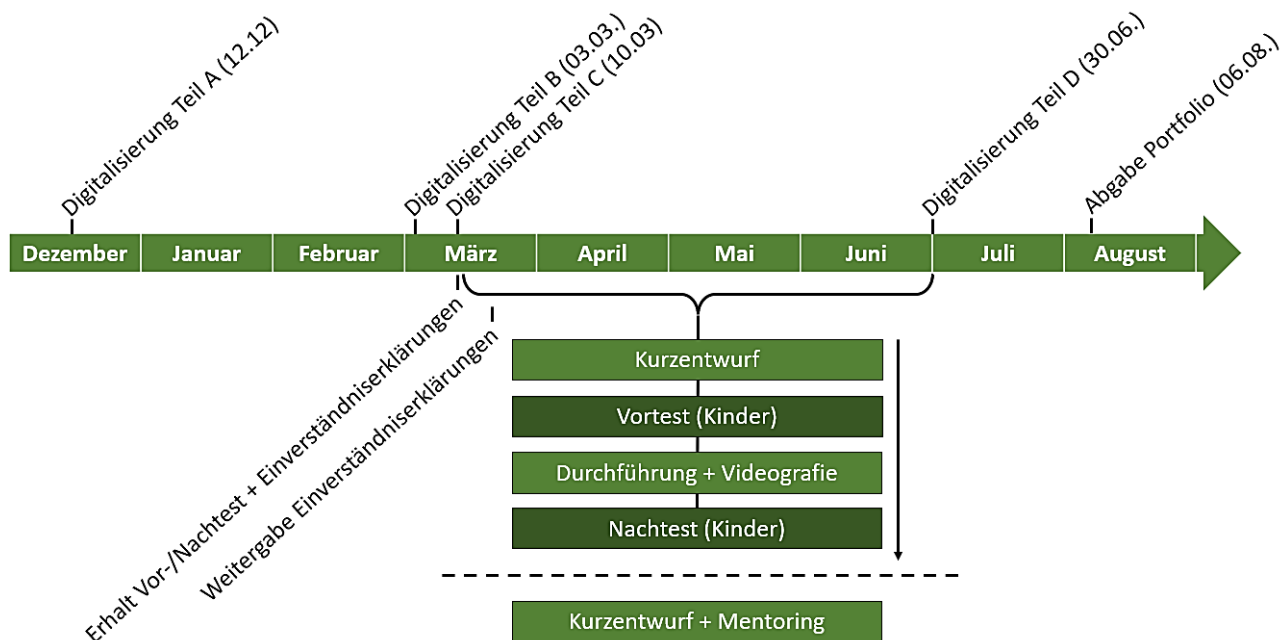 Digitalisierung Teil A (12.12)
Digitalisierung Teil B (03.03.)
Digitalisierung Teil C (10.03)
Digitalisierung Teil D (30.06.)
Abgabe Portfolio (06.08.)
Dezember
Januar
Februar
März
April
Mai
Juni
Juli
August
Erhalt Vor-/Nachtest + Einverständniserklärungen
Weitergabe Einverständniserklärungen
Kurzentwurf
Vortest (Kinder)
Durchführung + Videografie
Nachtest (Kinder)
Kurzentwurf + Mentoring